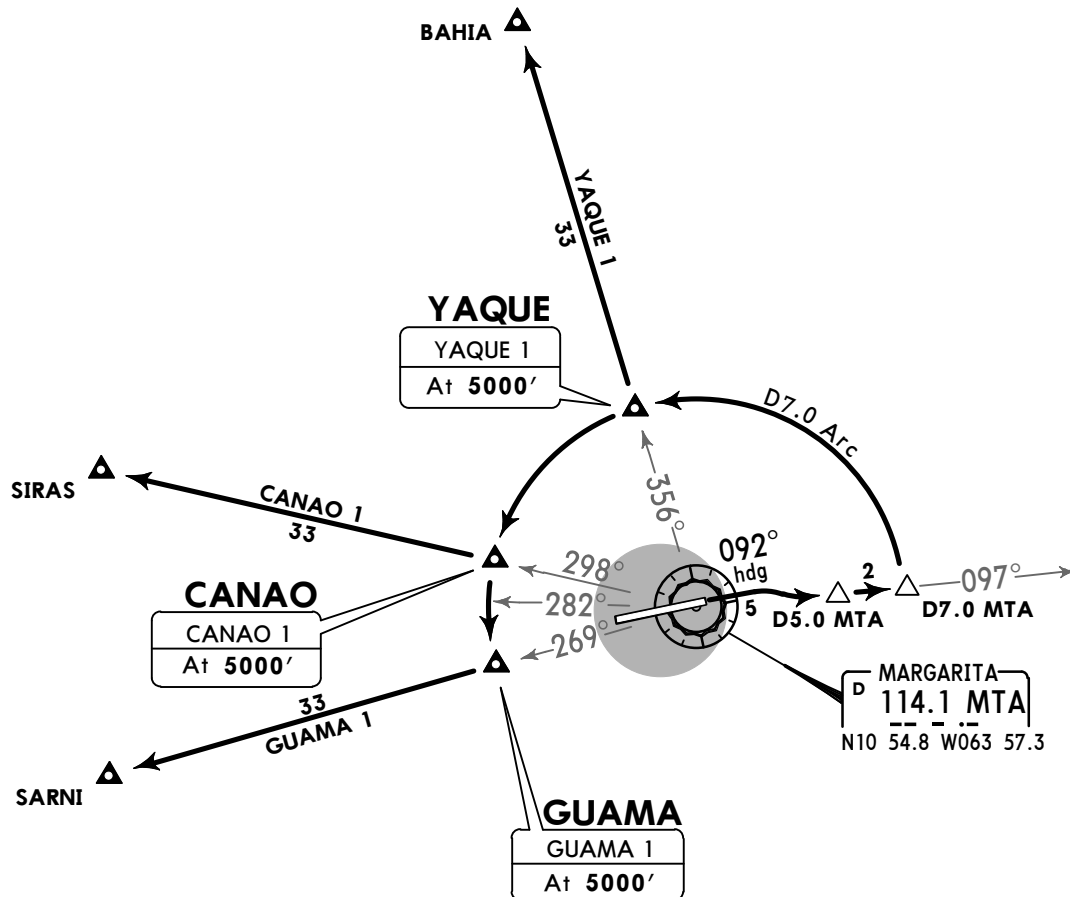 BAHIA
YAQUE 1
33
YAQUE
YAQUE 1
At 5000′
D7.0 Arc
SIRAS
CANAO 1
33
356°
298°
282°
269°
092°
hdg
5
D5.0 MTA
2
D7.0 MTA
097°
CANAO
CANAO 1
At 5000′
MARGARITA
D 114.1 MTA
N10 54.8 W063 57.3
33
GUAMA 1
SARNI
GUAMA
GUAMA 1
At 5000′